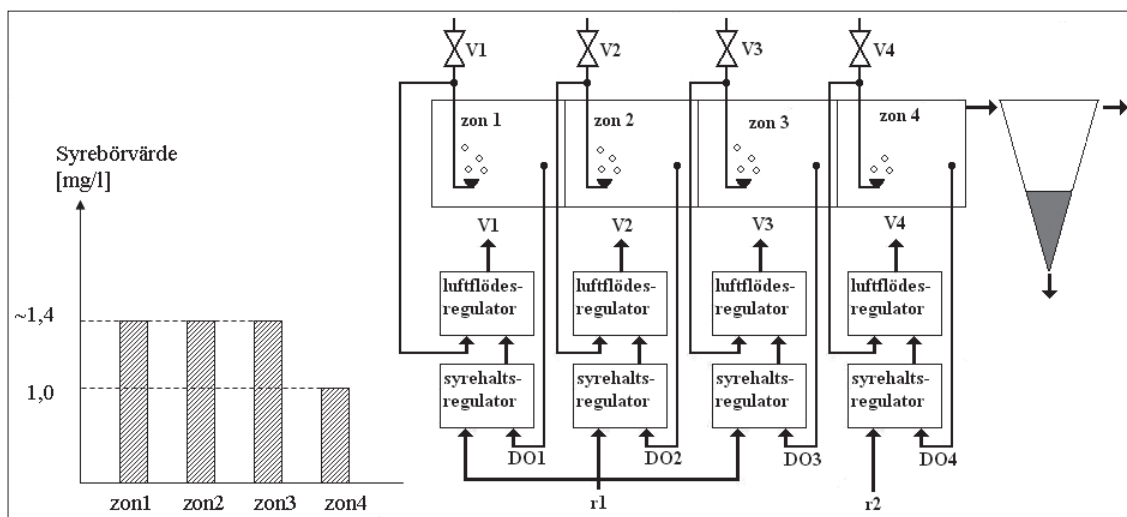 Syrebörvärde
[mg/l]
~1,4
1,0
zon1 zon2 zon3 zon4
V1 V2 V3 V4
zon 1 zon 2 zon 3 zon 4
V1 V2 V3 V4
luftflödes-
regulator
luftflödes-
regulator
luftflödes-
regulator
luftflödes-
regulator
syrehalts-
regulator
syrehalts-
regulator
syrehalts-
regulator
syrehalts-
regulator
DO1 DO2 DO3 DO4
r1 r2